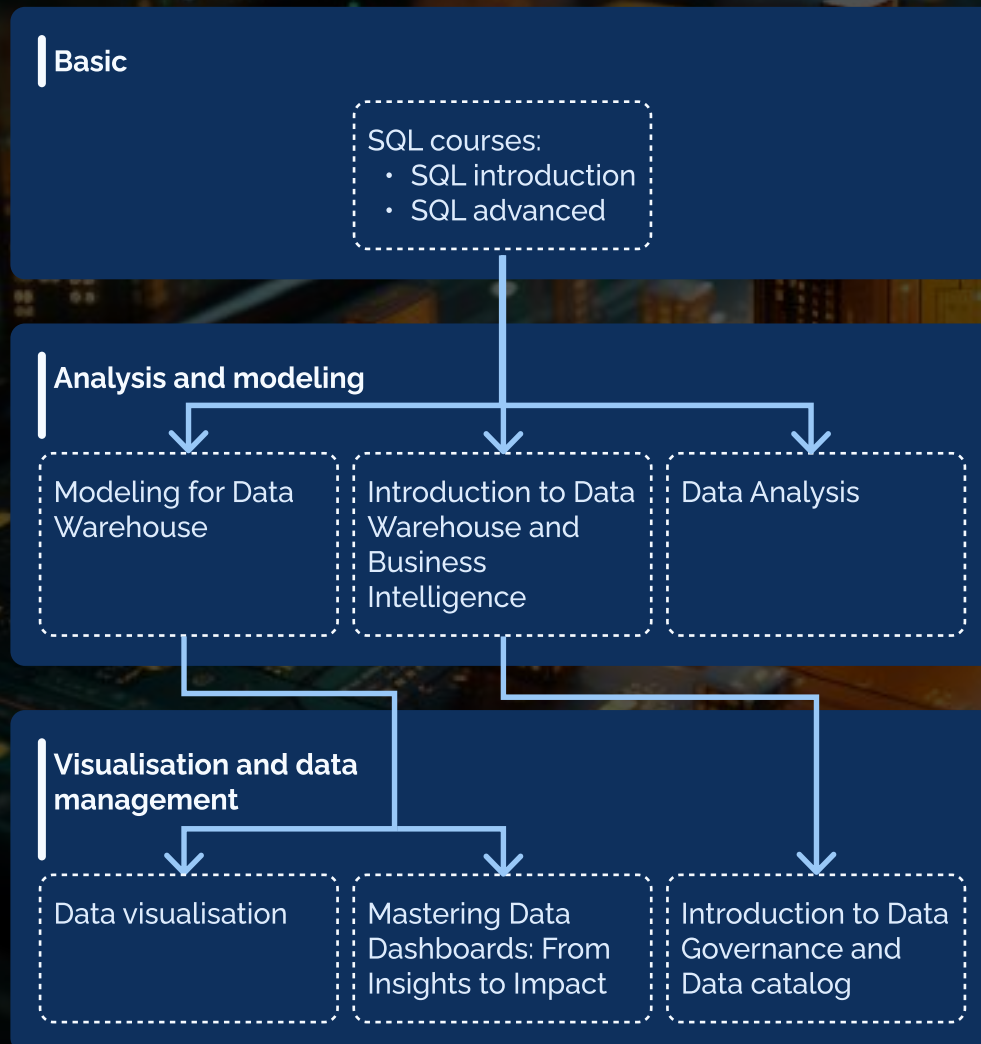 Basic
SQL courses:
• SQL introduction
• SQL advanced
Analysis and modeling
Modeling for Data
Warehouse
Introduction to Data
Warehouse and
Business
Intelligence
Data Analysis
Visualisation and data
management
Data visualisation
Mastering Data
Dashboards: From
Insights to Impact
Introduction to Data
Governance and
Data catalog